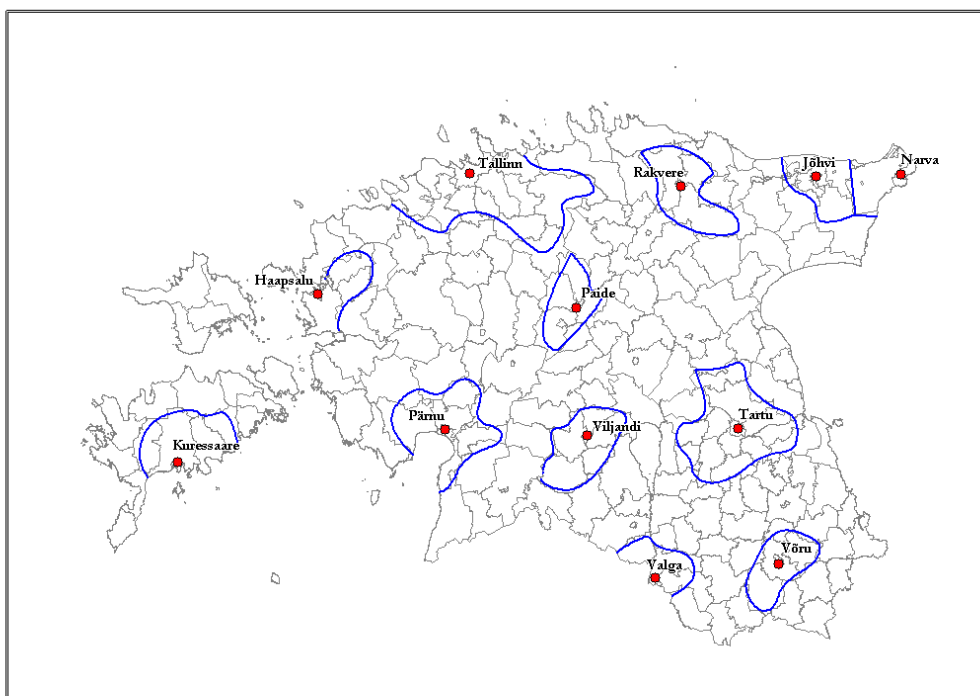 Tallinn
Rakvere
Jõhvi
Narva
Haapsalu
Paide
Pärnu
Viljandi
Tartu
Kuressaare
Valga
Võru